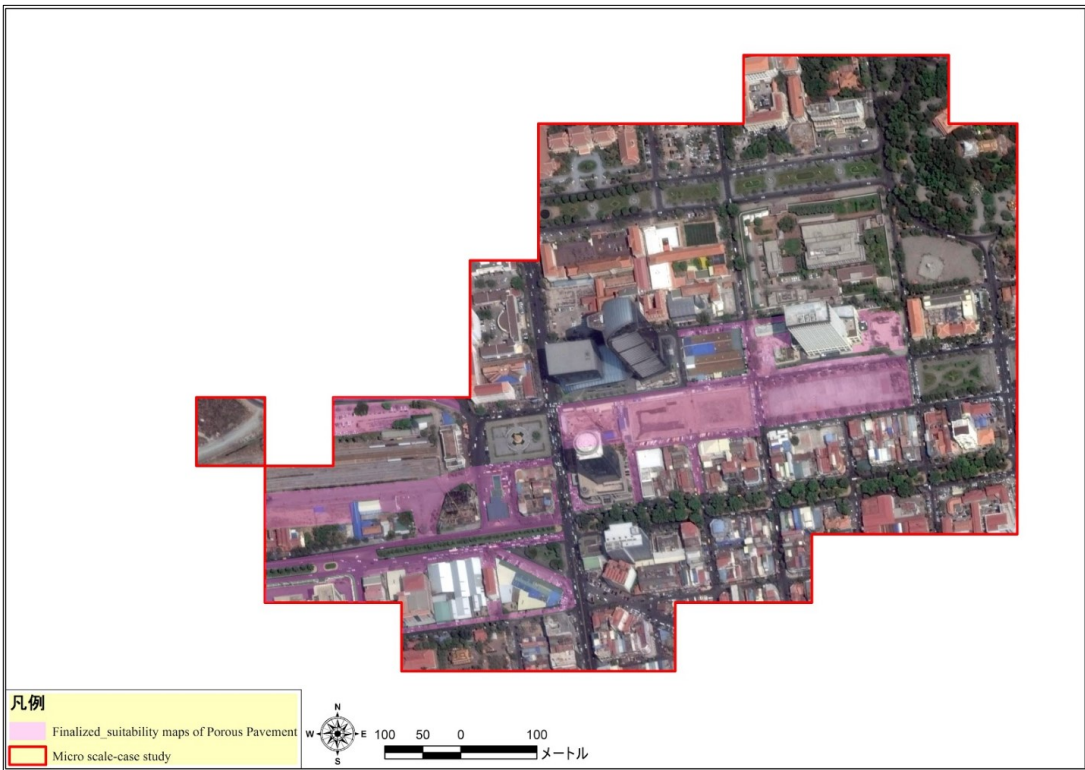 凡例
Finalized_suitability maps of Porous Pavement
Micro scale-case study
N
W E
S
100 50 0 100
メートル